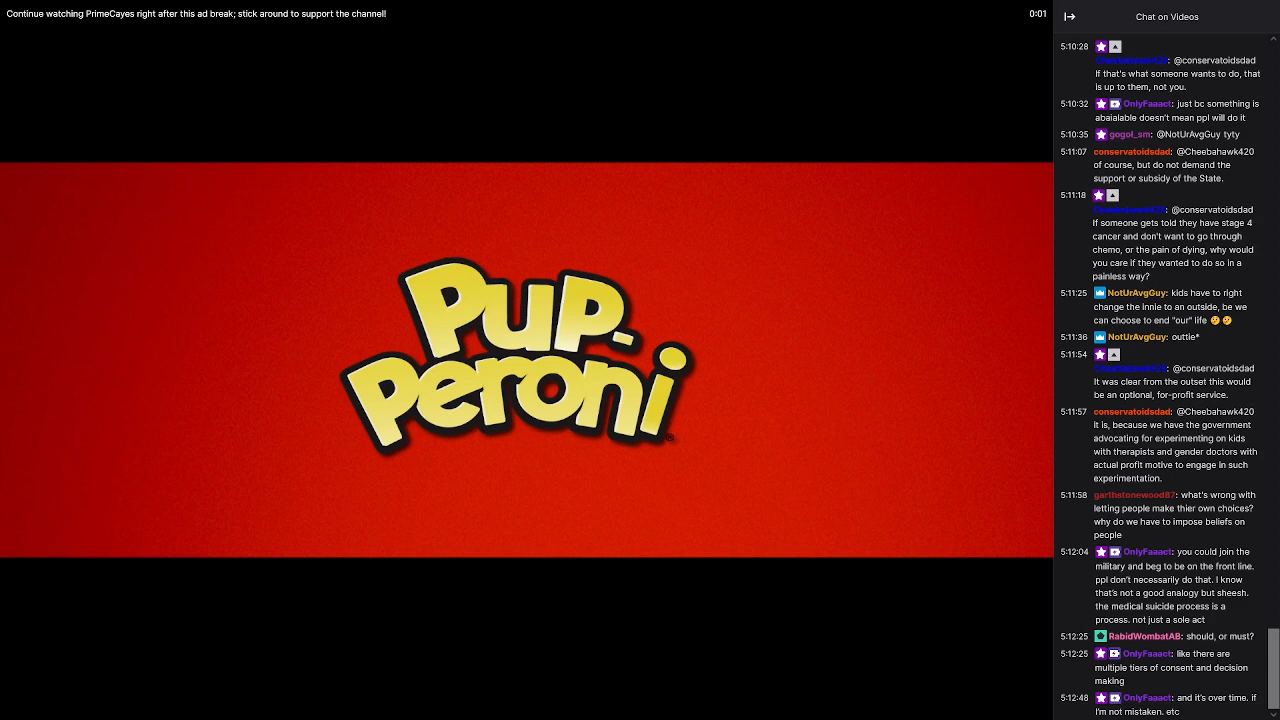 Continue watching PrimeCayes right after this ad break; stick around to support the channel!
0:01
Pup-
Peroni
Chat on Videos
5:10:28
: @conservatoidsdad
If that's what someone wants to do, that
is up to them, not you.
5:10:32 OnlyFaaact: just bc something is
abaialable doesn't mean ppl will do it
5:10:35 gogol_sm: @NotUrAvgGuy tyty
5:11:07 conservatoidsdad: @Cheebahawk420
of course, but do not demand the
support or subsidy of the State.
5:11:18
: @conservatoidsdad
If someone gets told they have stage 4
cancer and don't want to go through
chemo, or the pain of dying, why would
you care if they wanted to do so in a
painless way?
5:11:25 NotUrAvgGuy: kids have to right
change the innie to an outside, be we
can choose to end "our" life
5:11:36 NotUrAvgGuy: outtie*
5:11:54
: @conservatoidsdad
It was clear from the outset this would
be an optional, for-profit service.
5:11:57 conservatoidsdad: @Cheebahawk420
it is, because we have the government
advocating for experimenting on kids
with therapists and gender doctors with
actual profit motive to engage in such
experimentation.
5:11:58 garthstonewood87: what's wrong with
letting people make thier own choices?
why do we have to impose beliefs on
people
5:12:04 OnlyFaaact: you could join the
military and beg to be on the front line.
ppl don't necessarily do that. I know
that's not a good analogy but sheesh.
the medical suicide process is a
process. not just a sole act
5:12:25 RabidWombatAB: should, or must?
5:12:25 OnlyFaaact: like there are
multiple tiers of consent and decision
making
5:12:48 OnlyFaaact: and it's over time. if
I'm not mistaken. etc